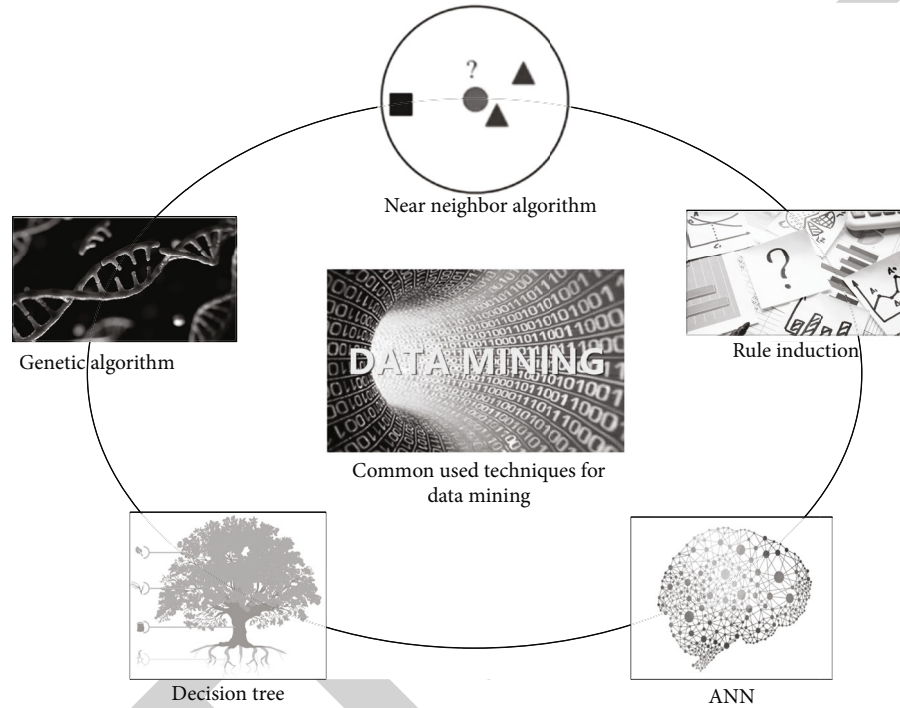 ?
Near neighbor algorithm
Genetic algorithm
?
Rule induction
DATA MINING
Common used techniques for
data mining
Decision tree
ANN